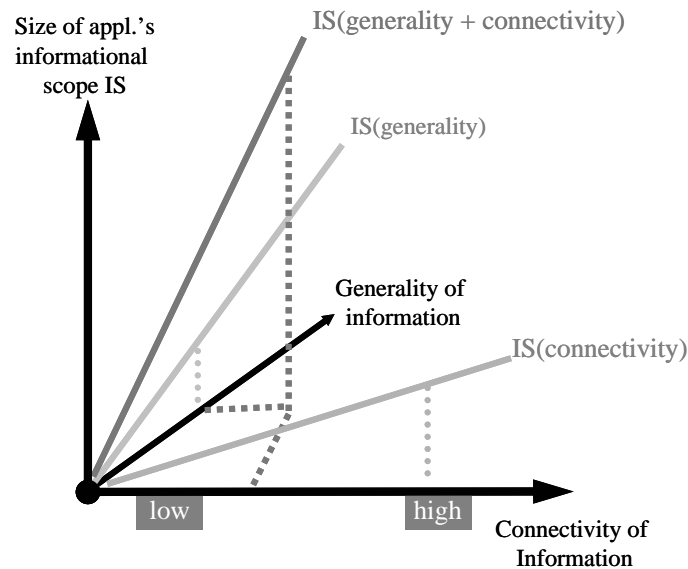 Size of appl.'s
informational
scope IS
IS(generality + connectivity)
IS(generality)
Generality of
information
IS(connectivity)
low
high
Connectivity of
Information